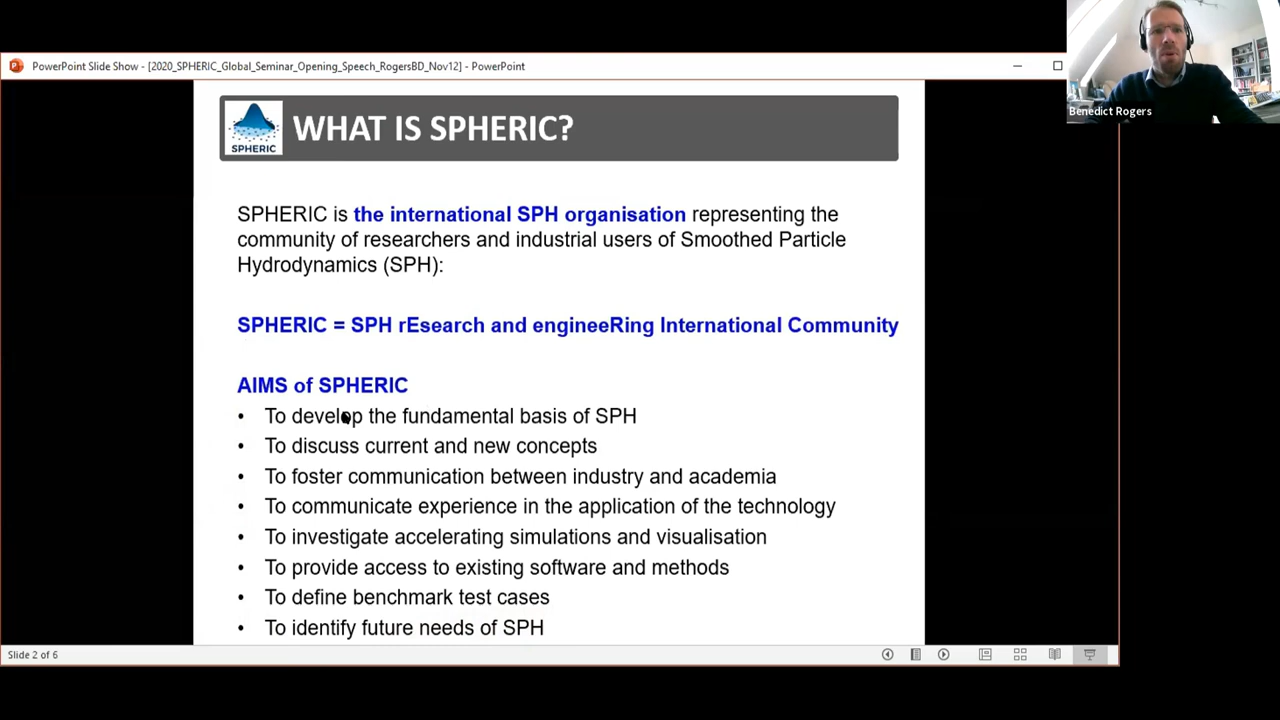 PowerPoint Slide Show - [2020_SPHERIC_Global_Seminar_Opening_Speech_RogersBD_Nov12] - PowerPoint
Benedict Rogers
SPHERIC
WHAT IS SPHERIC?
SPHERIC is the international SPH organisation representing the
community of researchers and industrial users of Smoothed Particle
Hydrodynamics (SPH):
SPHERIC = SPH rEsearch and engineeRing International Community
AIMS of SPHERIC
• To develop the fundamental basis of SPH
• To discuss current and new concepts
• To foster communication between industry and academia
• To communicate experience in the application of the technology
• To investigate accelerating simulations and visualisation
• To provide access to existing software and methods
• To define benchmark test cases
• To identify future needs of SPH
Slide 2 of 6